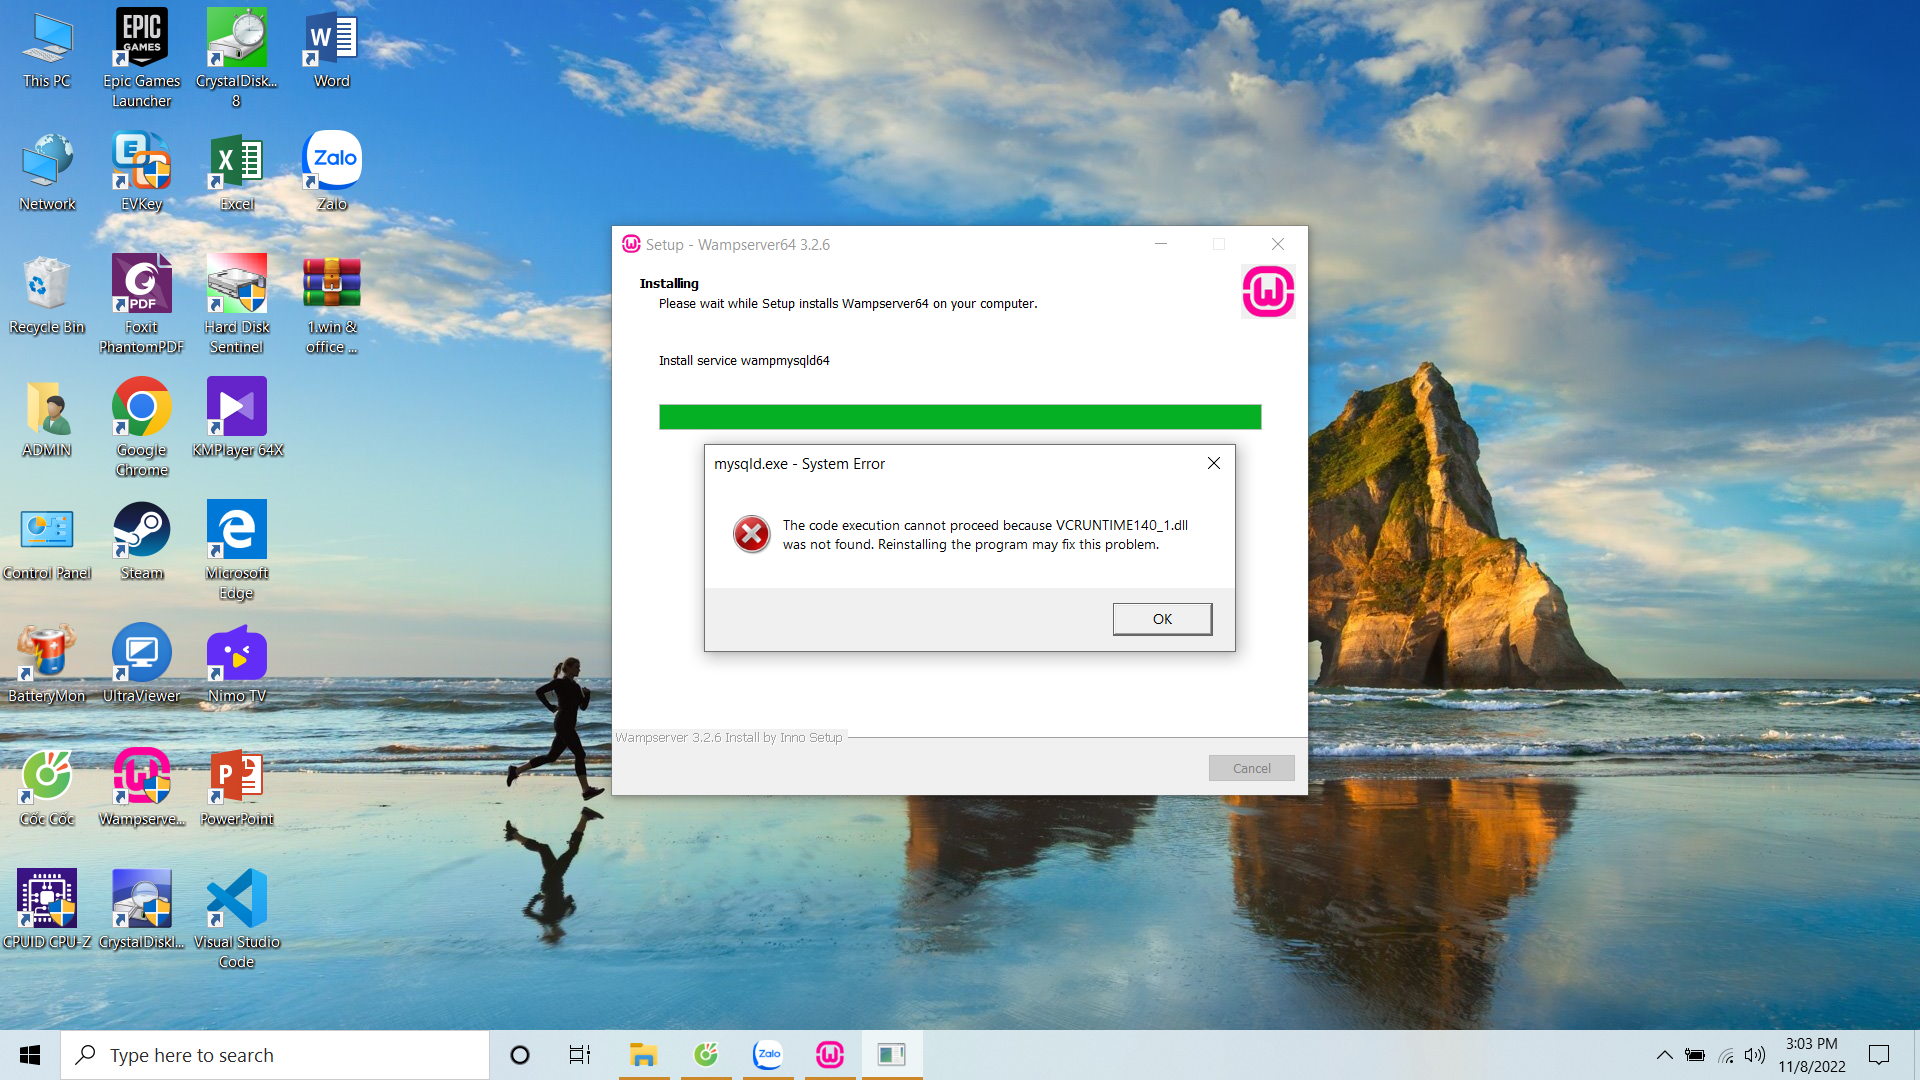 This PC
Epic Games
Launcher
CrystalDisk...
8
Word
Network
EVKey
Excel
Zalo
Recycle Bin
Foxit
PhantomPDF
Hard Disk
Sentinel
1.win &
office ...
ADMIN
Google
Chrome
KMPlayer 64X
Control Panel
Steam
Microsoft
Edge
BatteryMon
UltraViewer
Nimo TV
Cốc Cốc
Wampserve...
PowerPoint
CPUID CPU-Z
CrystalDiskI...
Visual Studio
Code
EPIC
GAMES
Zalo
PDF
Setup - Wampserver64 3.2.6
Installing
Please wait while Setup installs Wampserver64 on your computer.
Install service wampmysqld64
mysqld.exe - System Error
The code execution cannot proceed because VCRUNTIME140_1.dll
was not found. Reinstalling the program may fix this problem.
OK
Wampserver 3.2.6 Install by Inno Setup
Cancel
Type here to search
Zalo
3:03 PM
11/8/2022